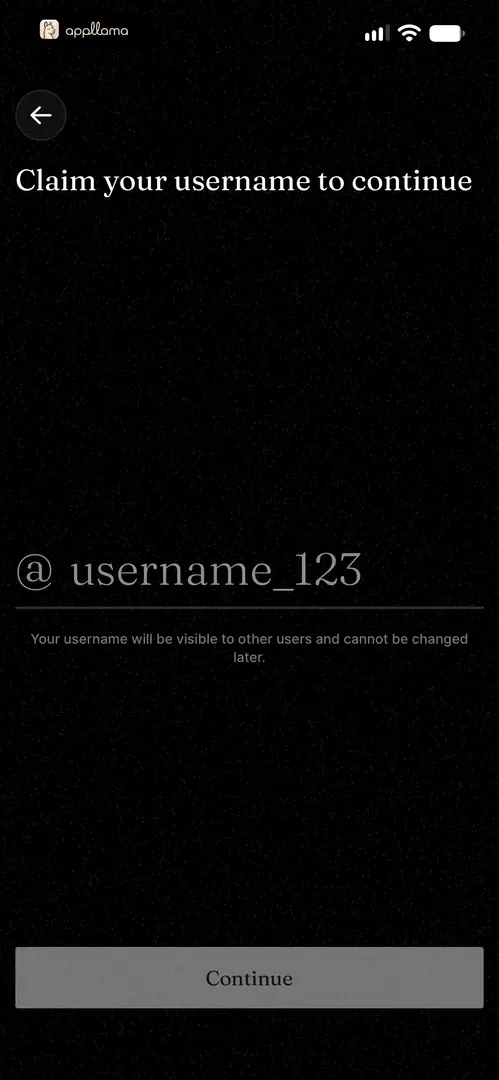 appllama
Claim your username to continue
@ username_123
Your username will be visible to other users and cannot be changed
later.
Continue